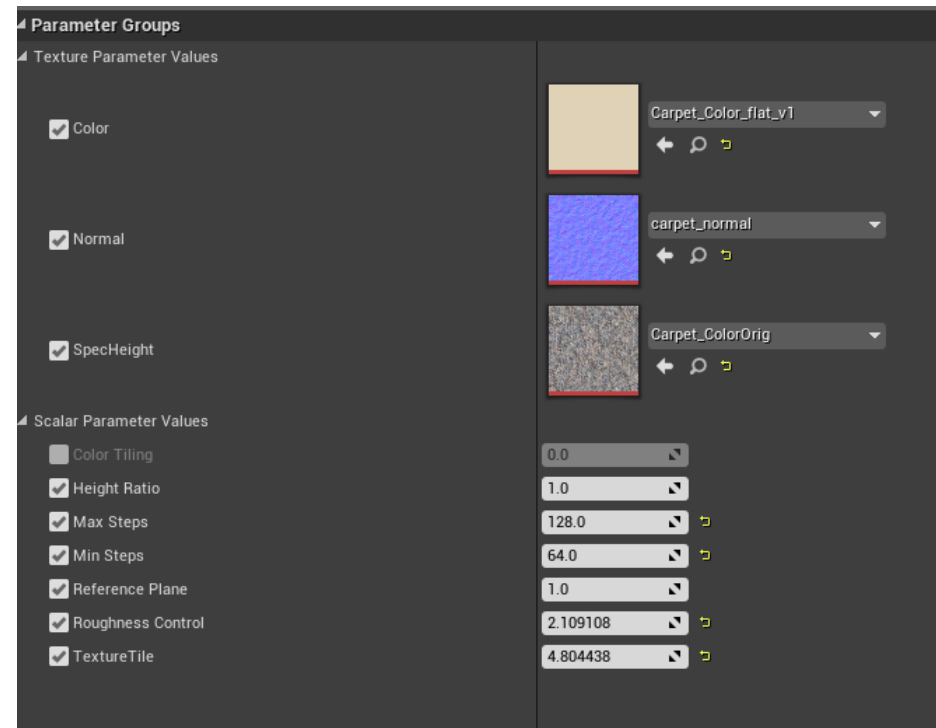 Parameter Groups
Texture Parameter Values
Color
Carpet_Color_flat_v1
Normal
carpet_normal
SpecHeight
Carpet_ColorOrig
Scalar Parameter Values
Color Tiling 0.0
Height Ratio 1.0
Max Steps 128.0
Min Steps 64.0
Reference Plane 1.0
Roughness Control 2.109108
TextureTile 4.804438